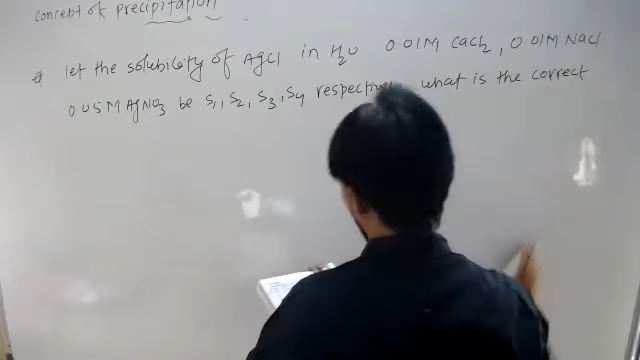 concept of precipitation
Q let the solubility of AgCl in H2O 0.01M CaCl2, 0.01M NaCl
0.05M AgNO3 be S1, S2, S3, S4 what is the correct